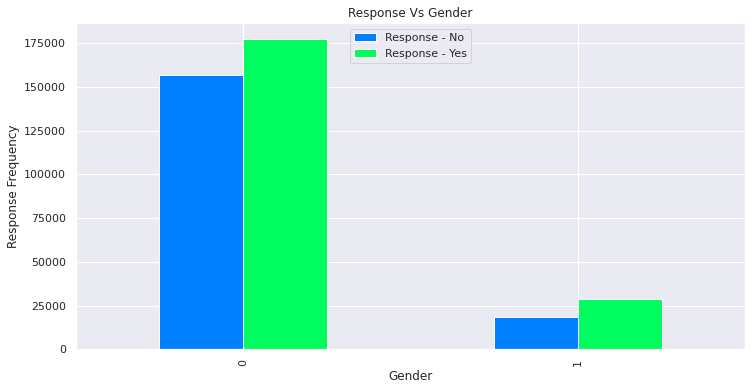 Response Vs Gender
Response - No
Response - Yes
Response Frequency
175000
150000
125000
100000
75000
50000
25000
0
0
1
Gender